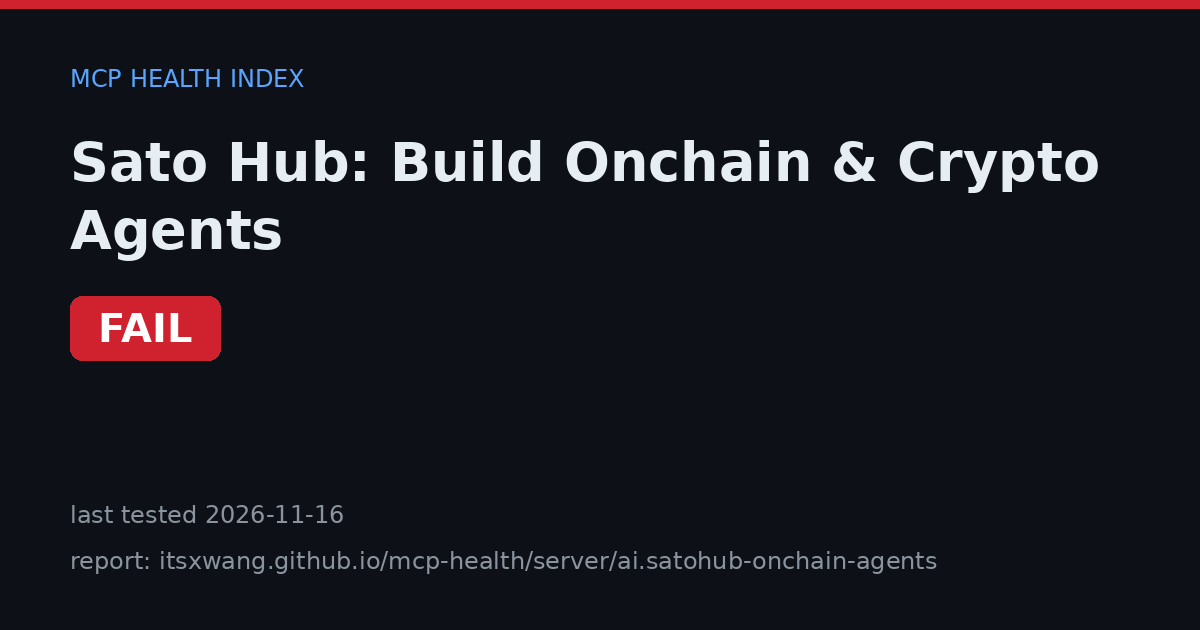 MCP HEALTH INDEX
Sato Hub: Build Onchain & Crypto
Agents
FAIL
last tested 2026-11-16
report: itsxwang.github.io/mcp-health/server/ai.satohub-onchain-agents